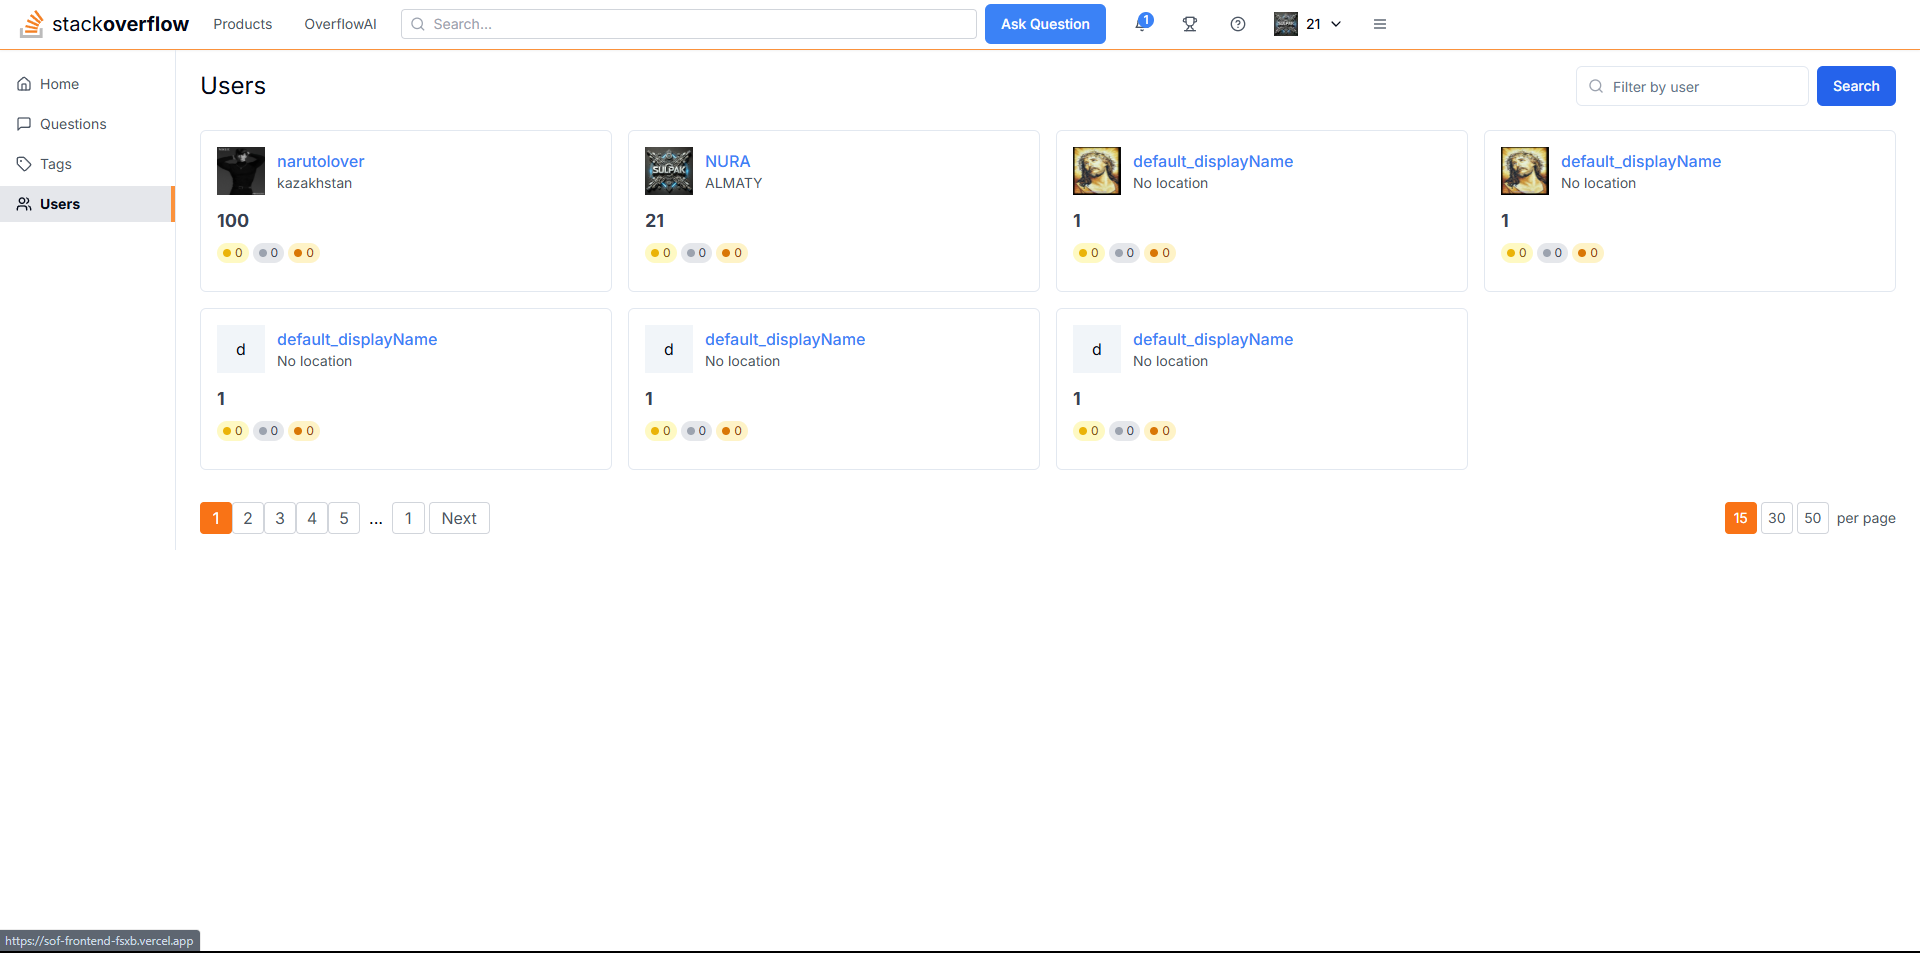 stackoverflow Products OverflowAI Search... Ask Question 1 21
Home
Questions
Tags
Users
Users
Filter by user Search
narutolover
kazakhstan
100
0 0 0
NURA
ALMATY
21
0 0 0
default_displayName
No location
1
0 0 0
default_displayName
No location
1
0 0 0
d
default_displayName
No location
1
0 0 0
d
default_displayName
No location
1
0 0 0
d
default_displayName
No location
1
0 0 0
1 2 3 4 5 ... 1 Next
15 30 50 per page
https://sof-frontend-fsxb.vercel.app
SULPAK